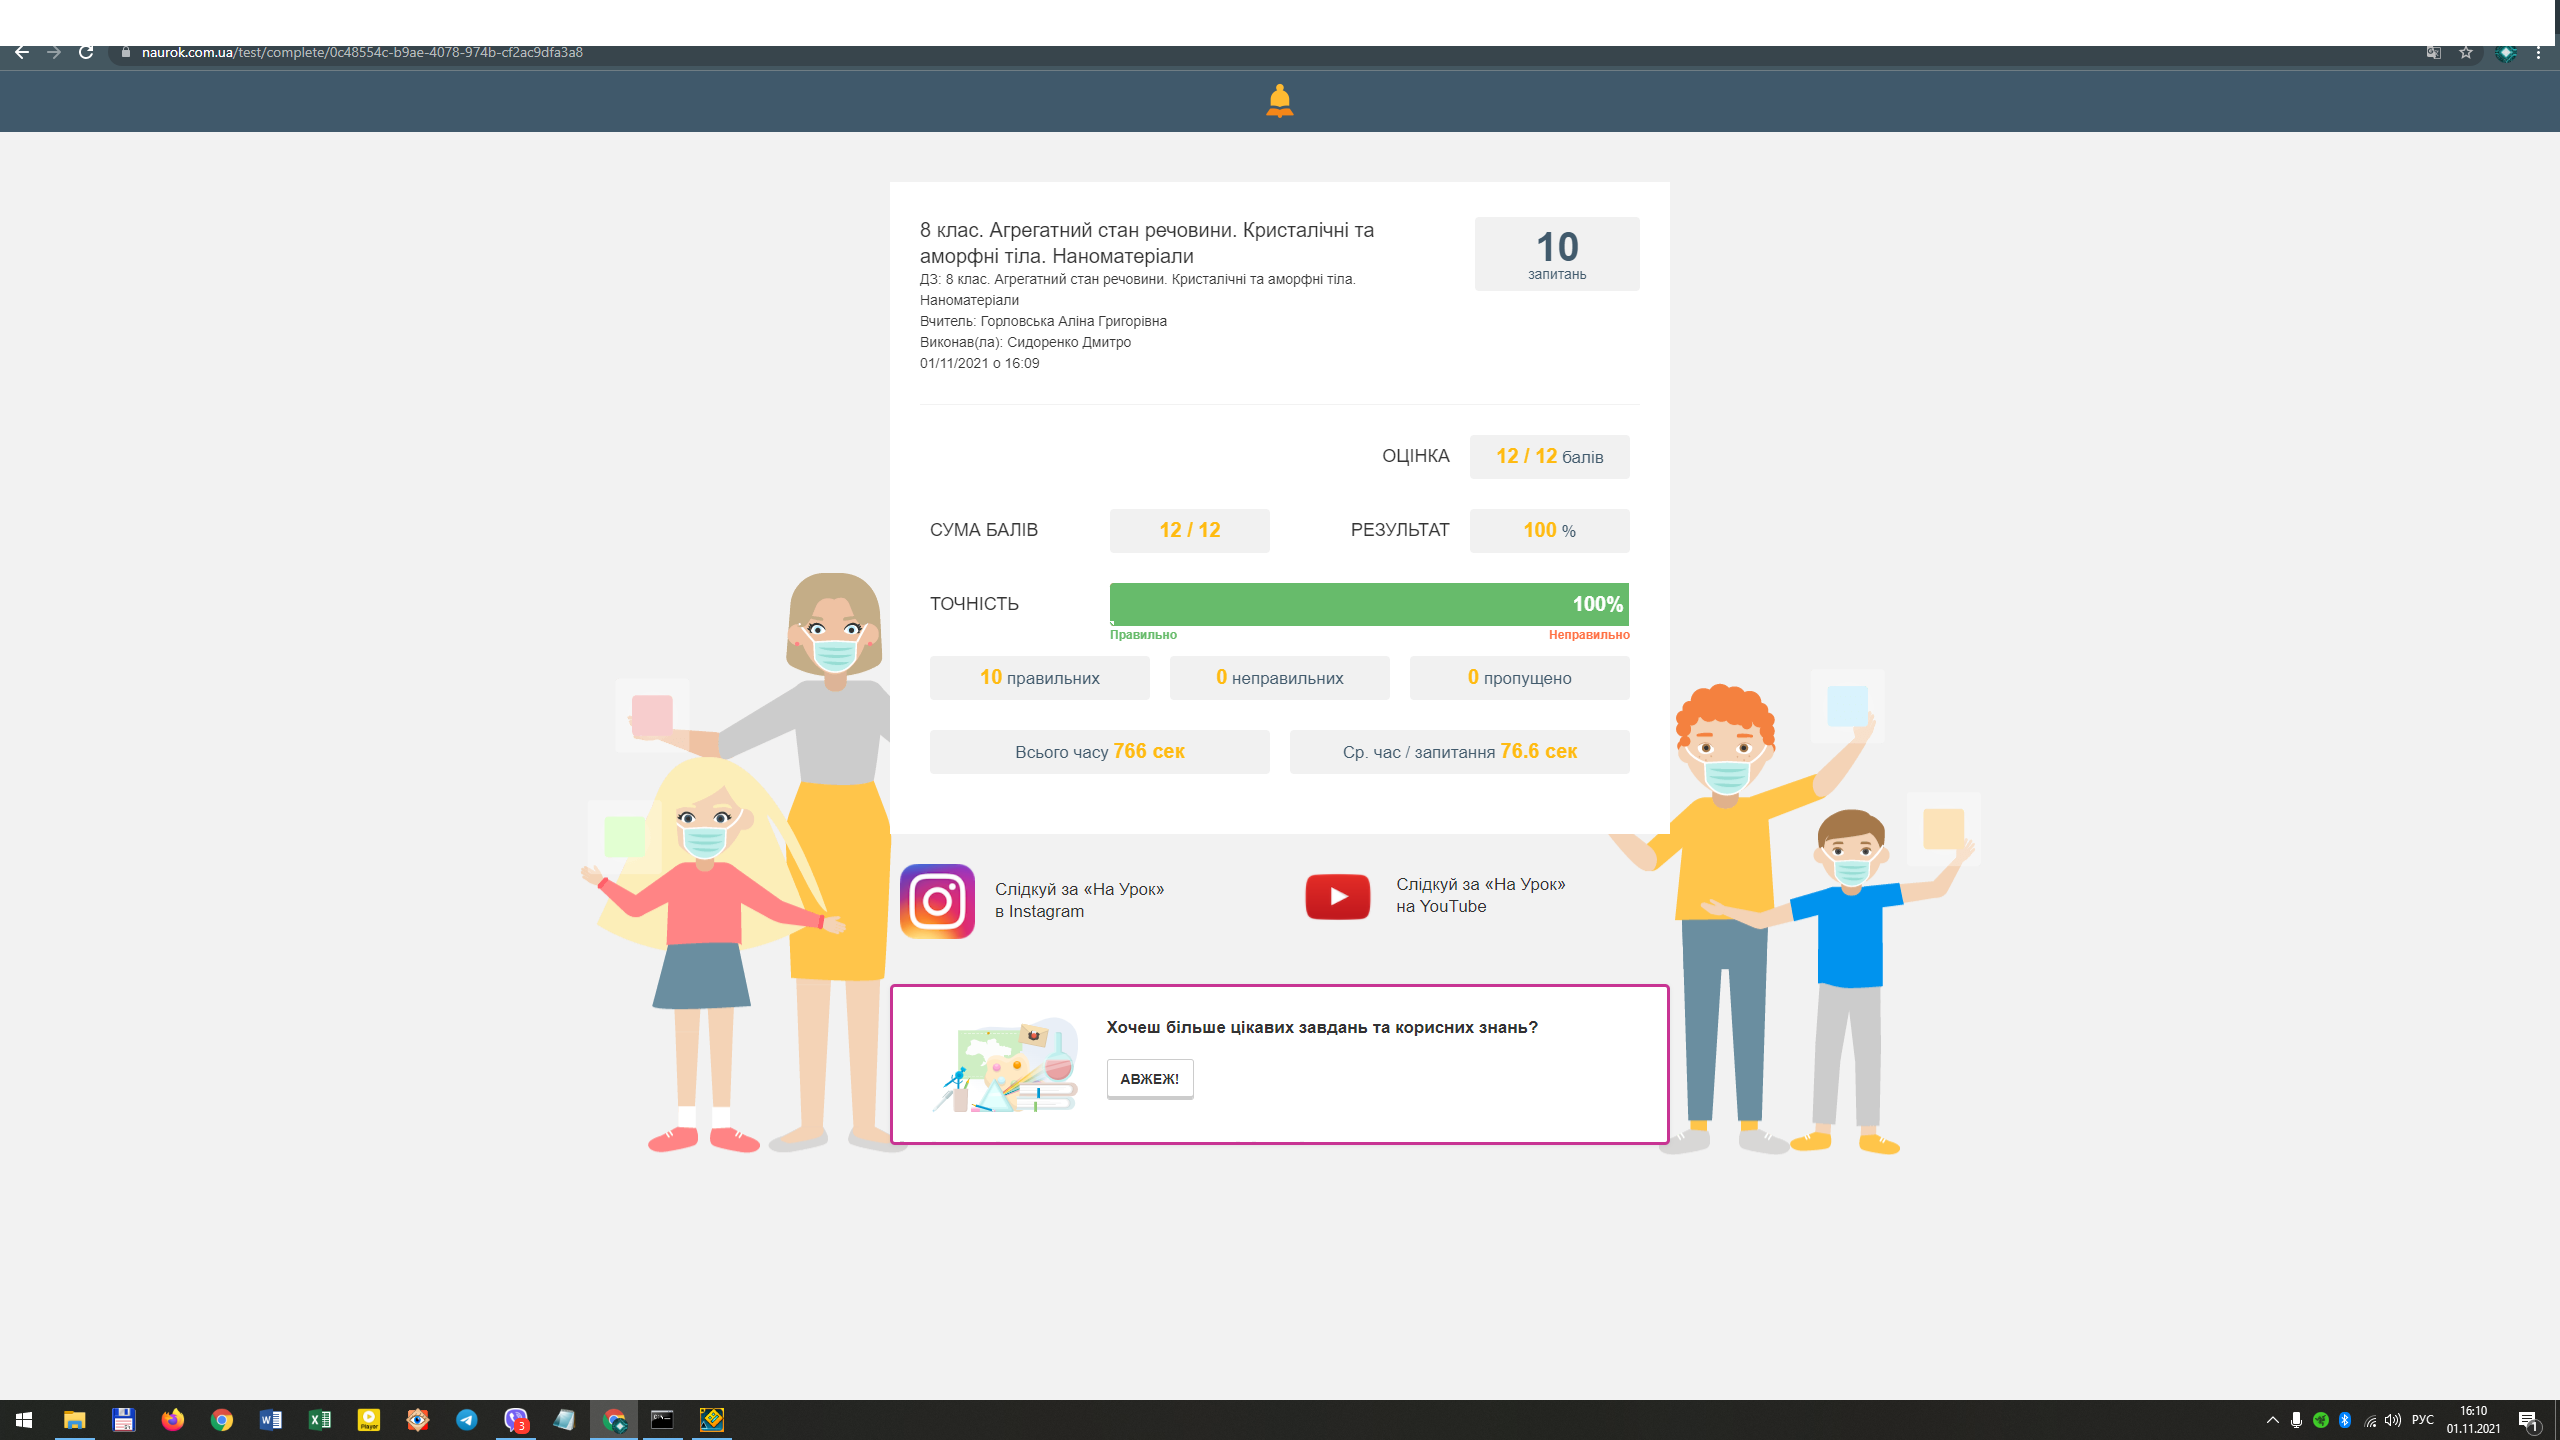 naurok.com.ua/test/complete/0c48554c-b9ae-4078-974b-cf2ac9dfa3a8
8 клас. Агрегатний стан речовини. Кристалічні та
аморфні тіла. Наноматеріали
ДЗ: 8 клас. Агрегатний стан речовини. Кристалічні та аморфні тіла.
Наноматеріали
Вчитель: Горловська Аліна Григорівна
Виконав(ла): Сидоренко Дмитро
01/11/2021 о 16:09
10
запитань
ОЦІНКА 12 / 12 балів
СУМА БАЛІВ 12 / 12 РЕЗУЛЬТАТ 100 %
ТОЧНІСТЬ 100%
Правильно Неправильно
10 правильних 0 неправильних 0 пропущено
Всього часу 766 сек Ср. час / запитання 76.6 сек
Слідкуй за «На Урок»
в Instagram
Слідкуй за «На Урок»
на YouTube
Хочеш більше цікавих завдань та корисних знань?
АВЖЕЖ!
3
РУС
16:10
01.11.2021
1